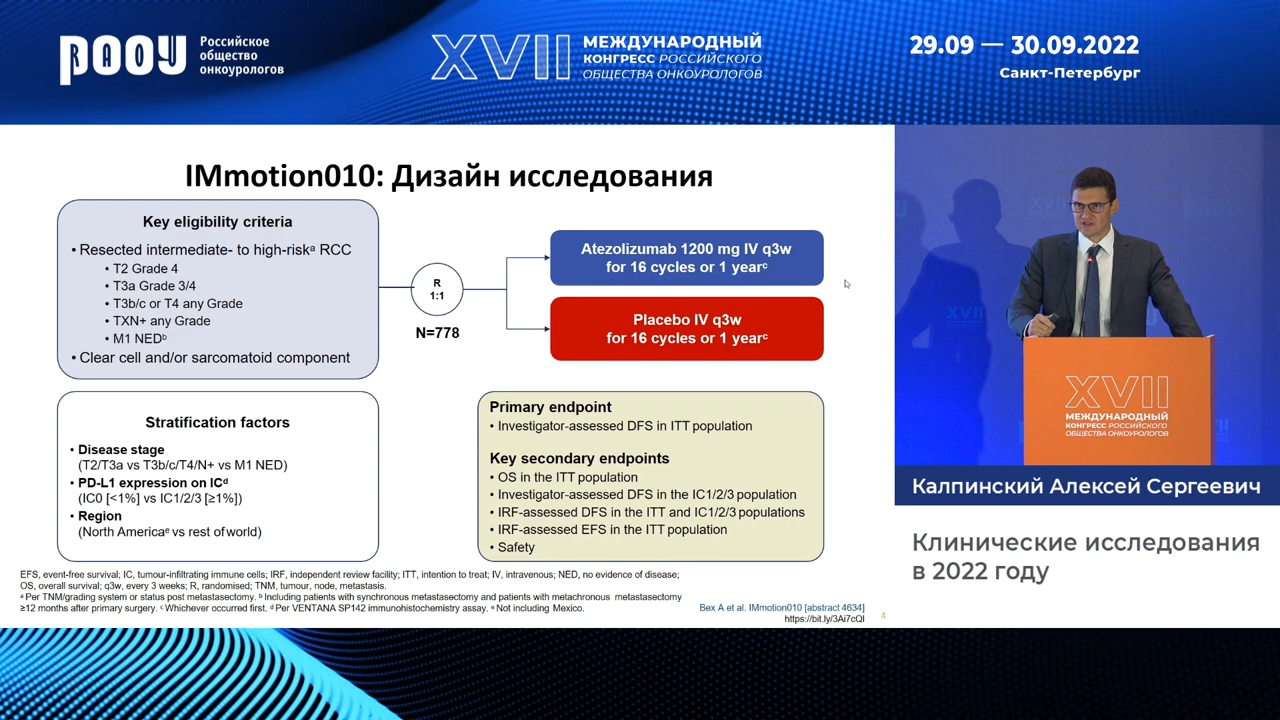 РАОУ
Российское
общество
онкоурологов
XVII
МЕЖДУНАРОДНЫЙ
КОНГРЕСС РОССИЙСКОГО
ОБЩЕСТВА ОНКОУРОЛОГОВ
29.09 — 30.09.2022
Санкт-Петербург
IMmotion010: Дизайн исследования
Key eligibility criteria
• Resected intermediate- to high-riskᵃ RCC
• T2 Grade 4
• T3a Grade 3/4
• T3b/c or T4 any Grade
• TXN+ any Grade
• M1 NEDᵇ
• Clear cell and/or sarcomatoid component
R
1:1
N=778
Atezolizumab 1200 mg IV q3w
for 16 cycles or 1 yearᶜ
Placebo IV q3w
for 16 cycles or 1 yearᶜ
Stratification factors
• Disease stage
(T2/T3a vs T3b/c/T4/N+ vs M1 NED)
• PD-L1 expression on ICᵈ
(IC0 [<1%] vs IC1/2/3 [≥1%])
• Region
(North Americaᵉ vs rest of world)
Primary endpoint
• Investigator-assessed DFS in ITT population
Key secondary endpoints
• OS in the ITT population
• Investigator-assessed DFS in the IC1/2/3 population
• IRF-assessed DFS in the ITT and IC1/2/3 populations
• IRF-assessed EFS in the ITT population
• Safety
EFS, event-free survival; IC, tumour-infiltrating immune cells; IRF, independent review facility; ITT, intention to treat; IV, intravenous; NED, no evidence of disease;
OS, overall survival; q3w, every 3 weeks; R, randomised; TNM, tumour, node, metastasis.
ᵃ Per TNM/grading system or status post metastasectomy. ᵇ Including patients with synchronous metastasectomy and patients with metachronous metastasectomy
≥12 months after primary surgery. ᶜ Whichever occurred first. ᵈ Per VENTANA SP142 immunohistochemistry assay. ᵉ Not including Mexico.
Bex A et al. IMmotion010 [abstract 4634]
https://bit.ly/3Ai7cQl
4
XVII
МЕЖДУНАРОДНЫЙ
КОНГРЕСС РОССИЙСКОГО
ОБЩЕСТВА ОНКОУРОЛОГОВ
Калпинский Алексей Сергеевич
Клинические исследования
в 2022 году